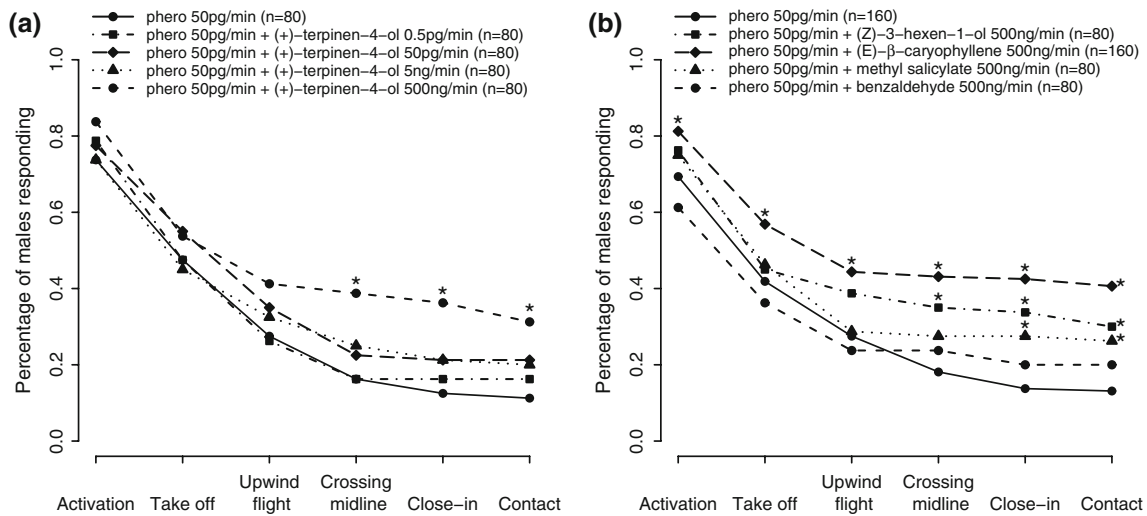 (a)
phero 50pg/min (n=80)
phero 50pg/min + (+)-terpinen-4-ol 0.5pg/min (n=80)
phero 50pg/min + (+)-terpinen-4-ol 50pg/min (n=80)
phero 50pg/min + (+)-terpinen-4-ol 5ng/min (n=80)
phero 50pg/min + (+)-terpinen-4-ol 500ng/min (n=80)
Percentage of males responding
1.0
0.8
0.6
0.4
0.2
0.0
*
*
*
Activation
Take off
Upwind
flight
Crossing
midline
Close-in
Contact
(b)
phero 50pg/min (n=160)
phero 50pg/min + (Z)-3-hexen-1-ol 500ng/min (n=80)
phero 50pg/min + (E)-β-caryophyllene 500ng/min (n=160)
phero 50pg/min + methyl salicylate 500ng/min (n=80)
phero 50pg/min + benzaldehyde 500ng/min (n=80)
Percentage of males responding
1.0
0.8
0.6
0.4
0.2
0.0
*
*
*
*
*
*
*
*
*
*
*
Activation
Take off
Upwind
flight
Crossing
midline
Close-in
Contact